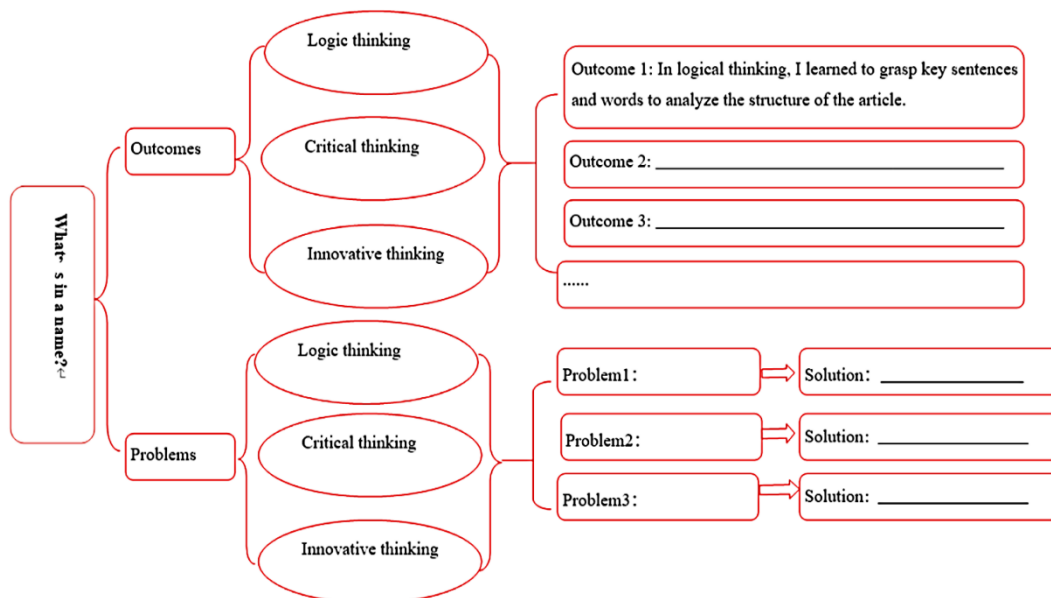 What's in a name?↵
Outcomes
Logic thinking
Critical thinking
Innovative thinking
Outcome 1: In logical thinking, I learned to grasp key sentences
and words to analyze the structure of the article.
Outcome 2:
Outcome 3:
......
Problems
Logic thinking
Critical thinking
Innovative thinking
Problem1：
Solution：
Problem2：
Solution：
Problem3：
Solution：